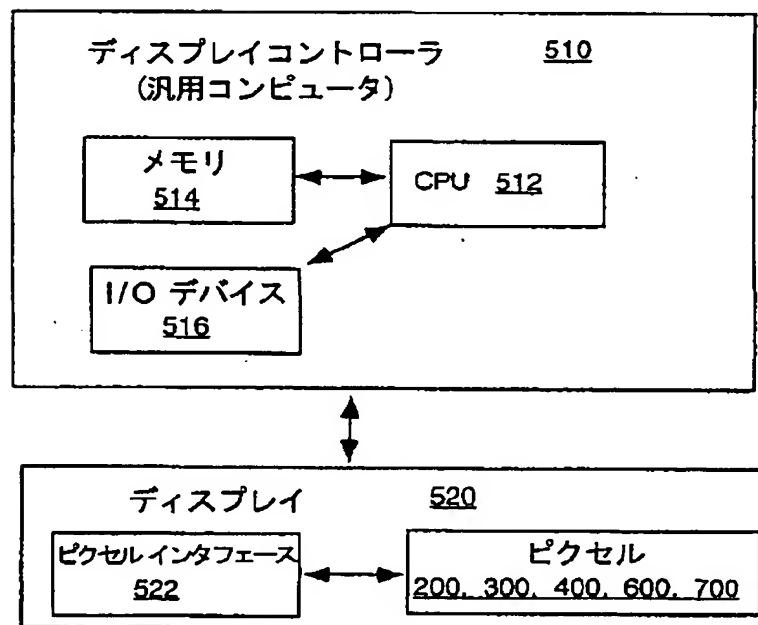 ディスプレイコントローラ 510
(汎用コンピュータ)
メモリ
514
CPU 512
I/O デバイス
516
ディスプレイ 520
ピクセルインタフェース
522
ピクセル
200, 300, 400, 600, 700